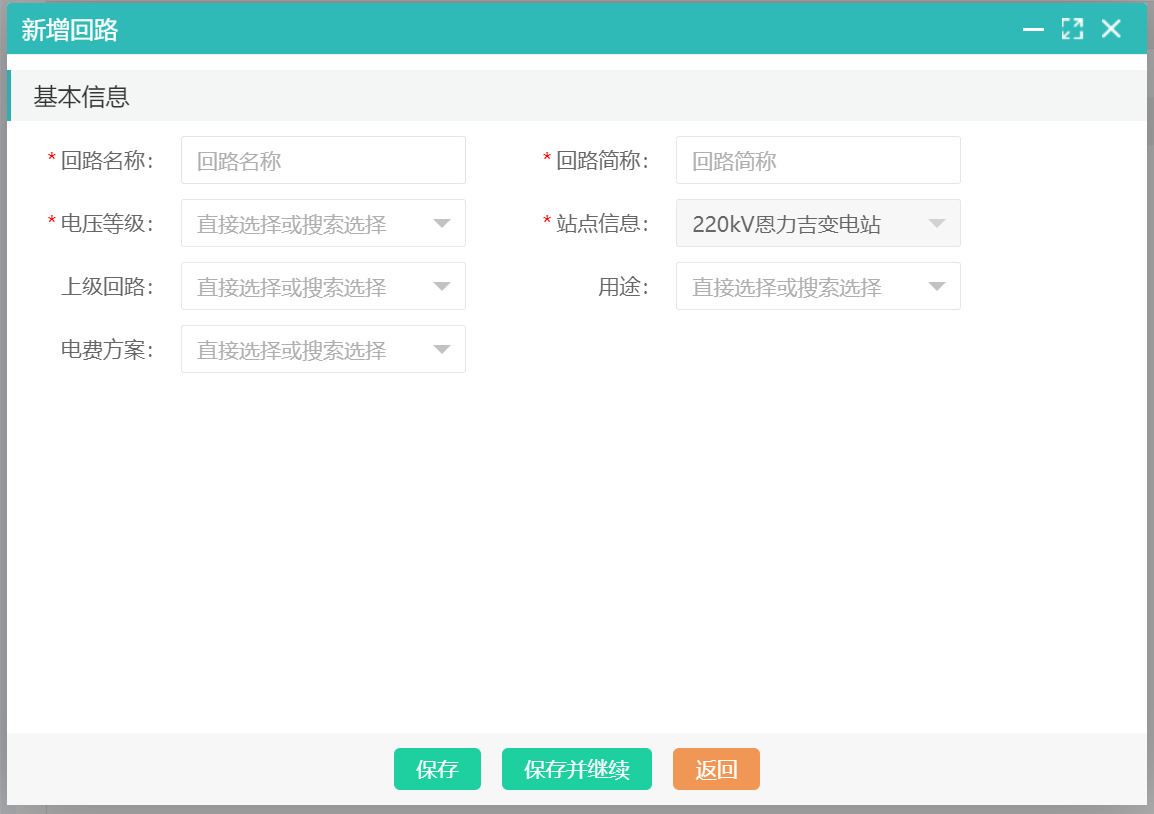 新增回路
基本信息
* 回路名称： 回路名称 * 回路简称： 回路简称
* 电压等级： 直接选择或搜索选择 * 站点信息： 220kV恩力吉变电站
上级回路： 直接选择或搜索选择 用途： 直接选择或搜索选择
电费方案： 直接选择或搜索选择
保存 保存并继续 返回